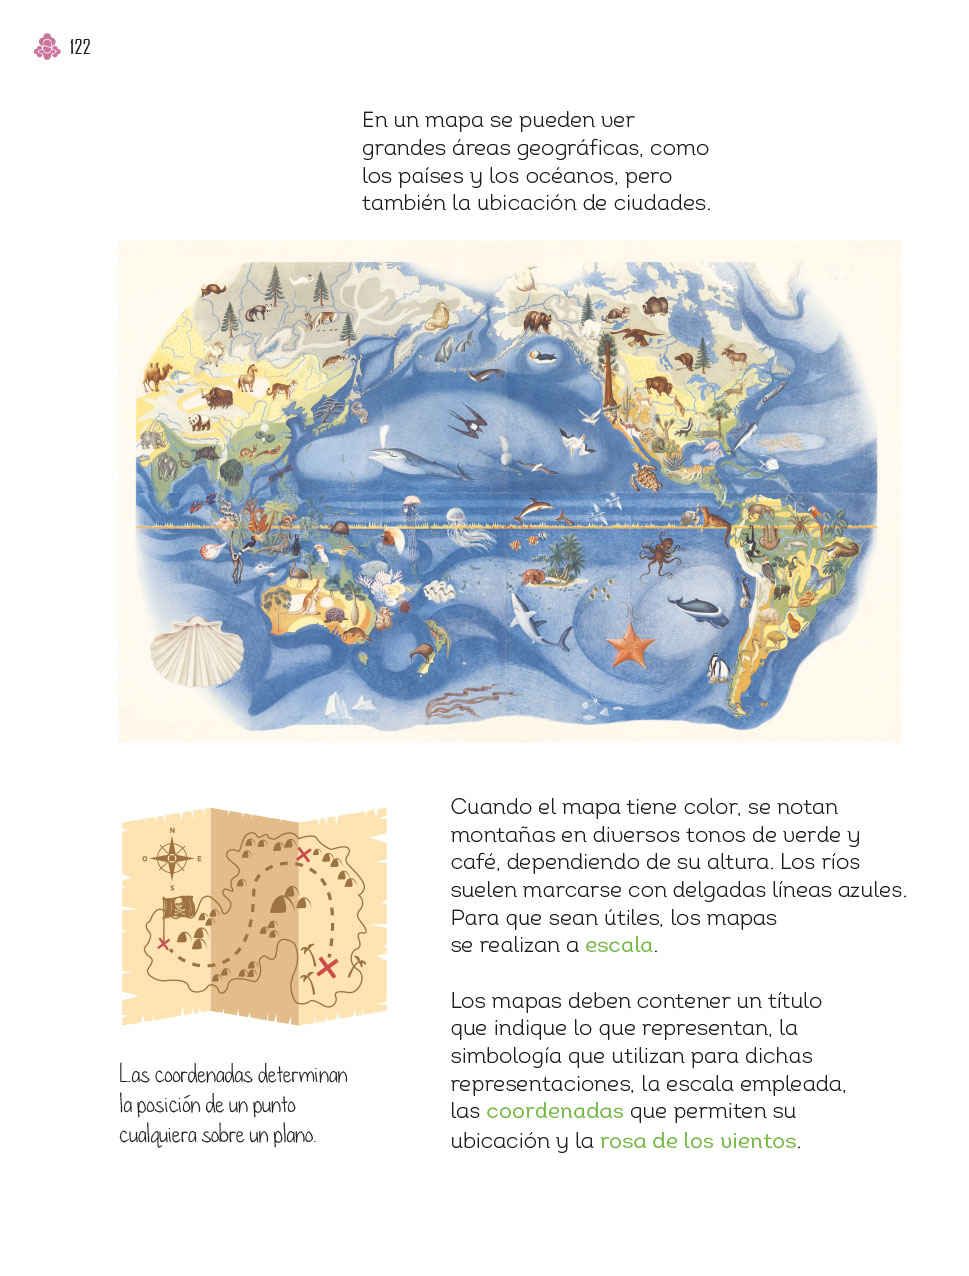 122
En un mapa se pueden ver
grandes áreas geográficas, como
los países y los océanos, pero
también la ubicación de ciudades.
N
O
E
S
Las coordenadas determinan
la posición de un punto
cualquiera sobre un plano.
Cuando el mapa tiene color, se notan
montañas en diversos tonos de verde y
café, dependiendo de su altura. Los ríos
suelen marcarse con delgadas líneas azules.
Para que sean útiles, los mapas
se realizan a escala.
Los mapas deben contener un título
que indique lo que representan, la
simbología que utilizan para dichas
representaciones, la escala empleada,
las coordenadas que permiten su
ubicación y la rosa de los vientos.